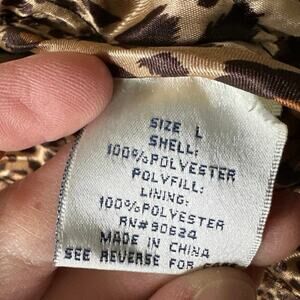 SIZE L
SHELL:
100%POLYESTER
POLYFILL:
LINING:
100%POLYESTER
RN#90624
MADE IN CHINA
SEE REVERSE FOR